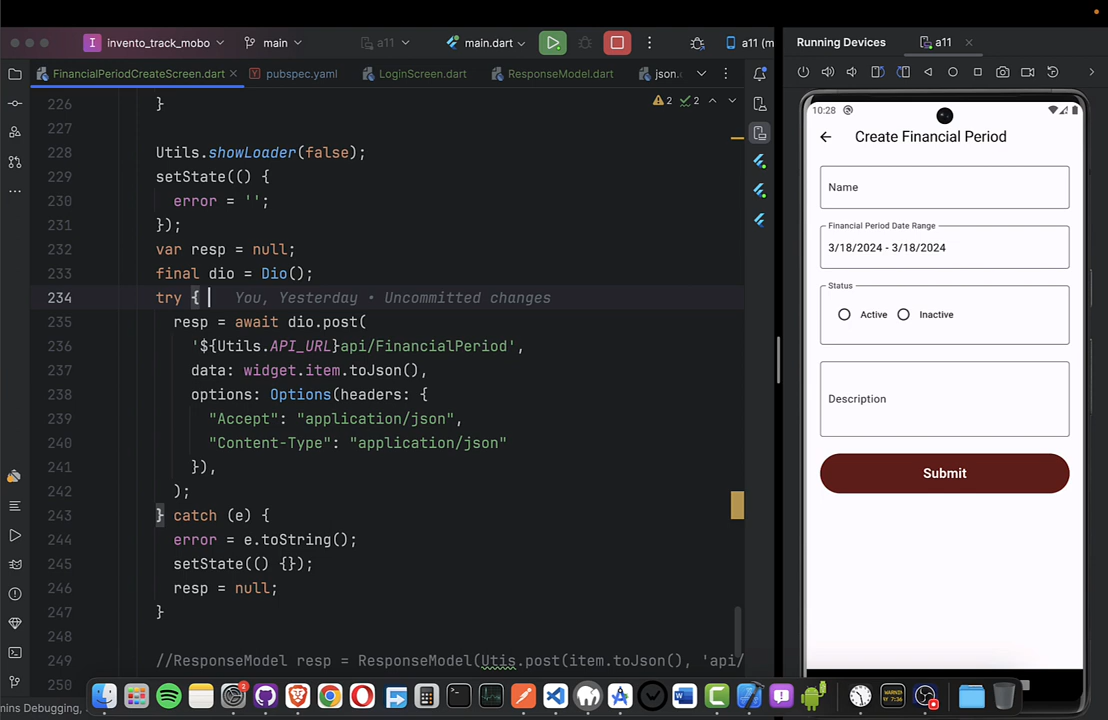 invento_track_mobo
main
a11
main.dart
a11 (m
Running Devices
a11
FinancialPeriodCreateScreen.dart
pubspec.yaml
LoginScreen.dart
ResponseModel.dart
json.
2
2
226 }
227
228 Utils.showLoader(false);
229 setState(() {
230 error = '';
231 });
232 var resp = null;
233 final dio = Dio();
234 try { You, Yesterday • Uncommitted changes
235 resp = await dio.post(
236 '${Utils.API_URL}api/FinancialPeriod',
237 data: widget.item.toJson(),
238 options: Options(headers: {
239 "Accept": "application/json",
240 "Content-Type": "application/json"
241 }),
242 );
243 } catch (e) {
244 error = e.toString();
245 setState(() {});
246 resp = null;
247 }
248
249 //ResponseModel resp = ResponseModel(Utis.post(item.toJson(), 'api/
250
10:28
Create Financial Period
Name
Financial Period Date Range
3/18/2024 - 3/18/2024
Status
Active
Inactive
Description
Submit
mins Debugging,